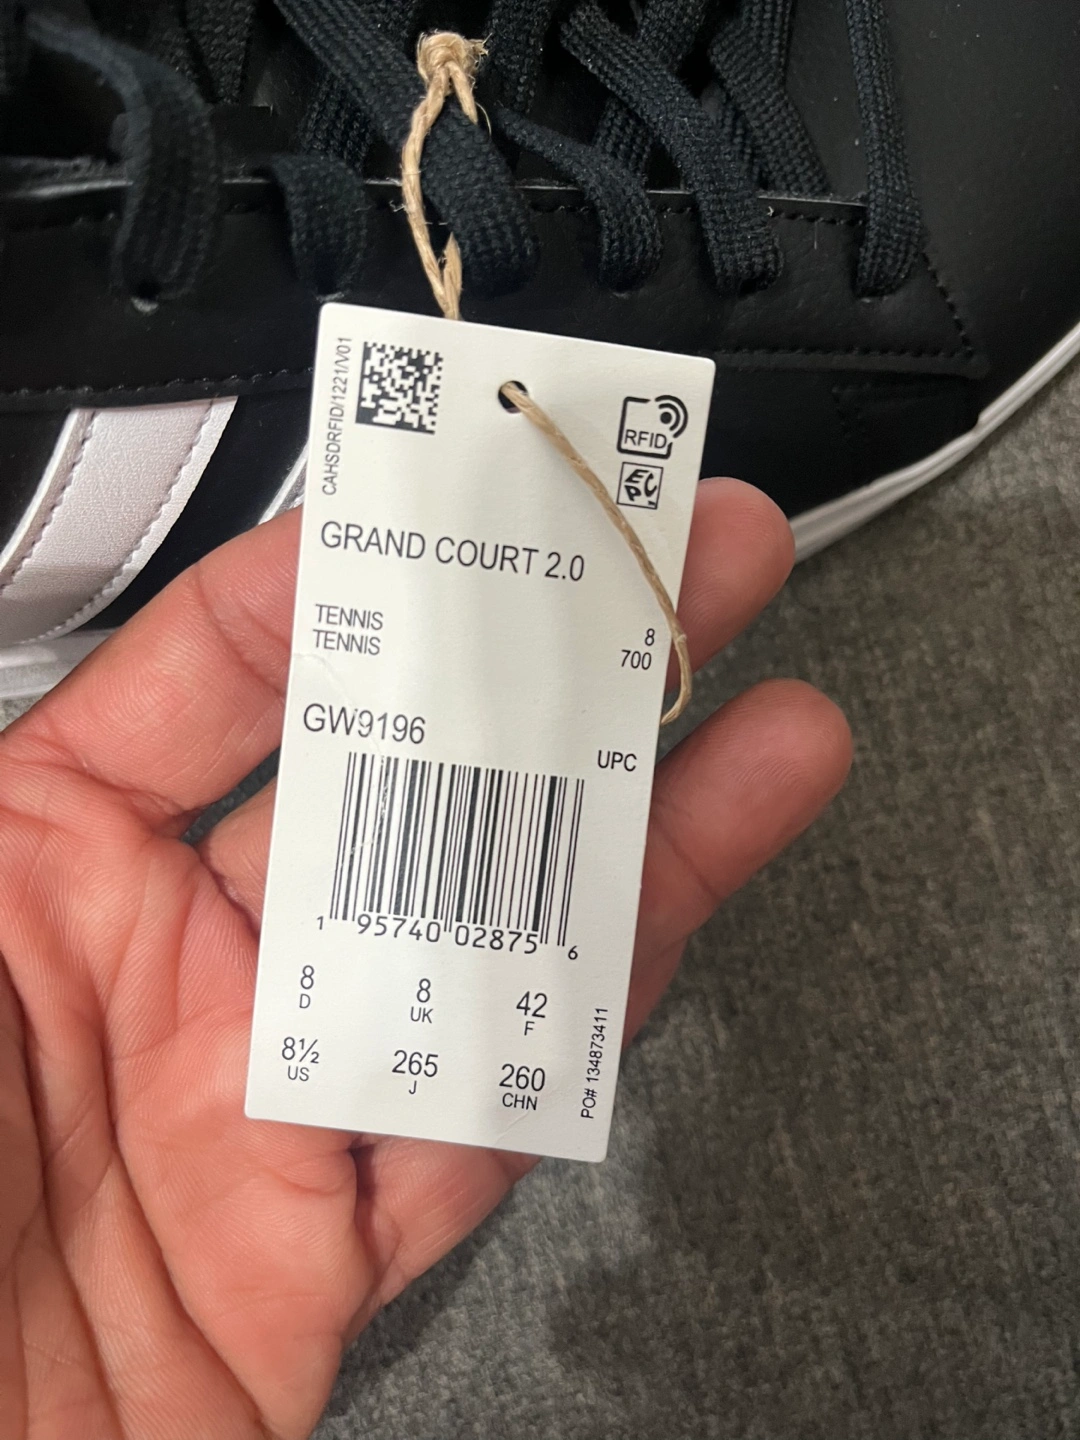 CAHSDRFID/1221/V01
RFID
EPC
GRAND COURT 2.0
TENNIS
TENNIS
8
700
GW9196
UPC
1 95740 02875 6
8 8 42
D UK F
8½ 265 260
US J CHN
PO# 134873411